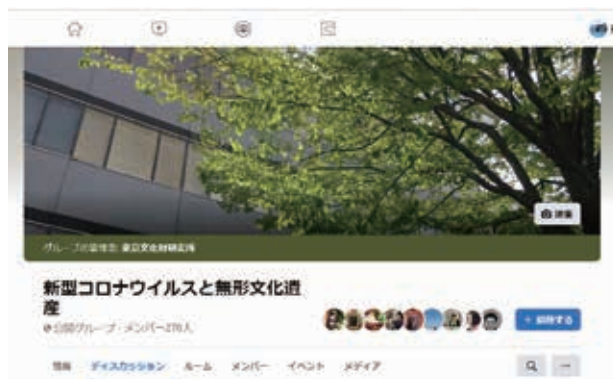 編集
グループの管理者: 東京文化財研究所
新型コロナウイルスと無形文化遺
産
公開グループ・メンバー270人
+ 招待する
情報 ディスカッション ルーム メンバー イベント メディア